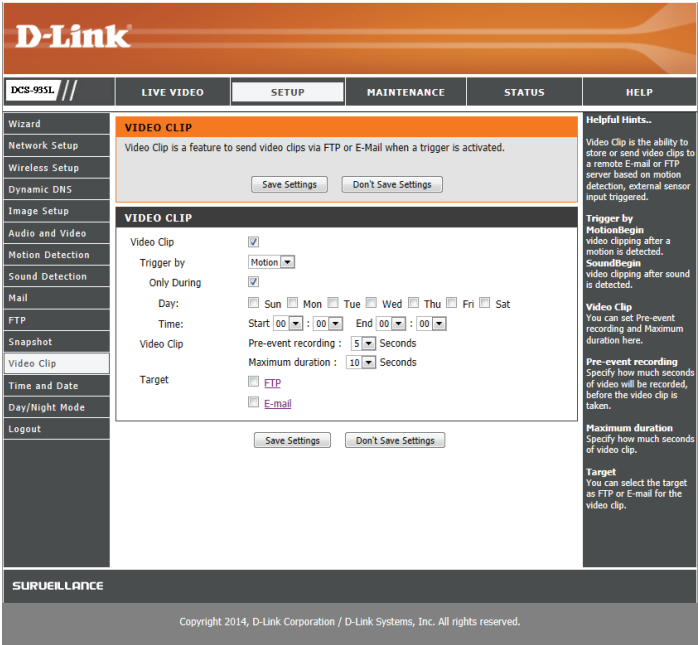 D-Link
DCS-935L
LIVE VIDEO
SETUP
MAINTENANCE
STATUS
HELP
Wizard
Network Setup
Wireless Setup
Dynamic DNS
Image Setup
Audio and Video
Motion Detection
Sound Detection
Mail
FTP
Snapshot
Video Clip
Time and Date
Day/Night Mode
Logout
VIDEO CLIP
Video Clip is a feature to send video clips via FTP or E-Mail when a trigger is activated.
Save Settings Don't Save Settings
VIDEO CLIP
Video Clip
Trigger by Motion
Only During
Day: Sun Mon Tue Wed Thu Fri Sat
Time: Start 00 : 00 End 00 : 00
Video Clip Pre-event recording : 5 Seconds
Maximum duration : 10 Seconds
Target FTP
E-mail
Save Settings Don't Save Settings
Helpful Hints..
Video Clip is the ability to
store or send video clips to
a remote E-mail or FTP
server based on motion
detection, external sensor
input triggered.
Trigger by
MotionBegin
video clipping after a
motion is detected.
SoundBegin
video clipping after sound
is detected.
Video Clip
You can set Pre-event
recording and Maximum
duration here.
Pre-event recording
Specify how much seconds
of video will be recorded,
before the video clip is
taken.
Maximum duration
Specify how much seconds
of video clip.
Target
You can select the target
as FTP or E-mail for the
video clip.
SURVEILLANCE
Copyright 2014, D-Link Corporation / D-Link Systems, Inc. All rights reserved.